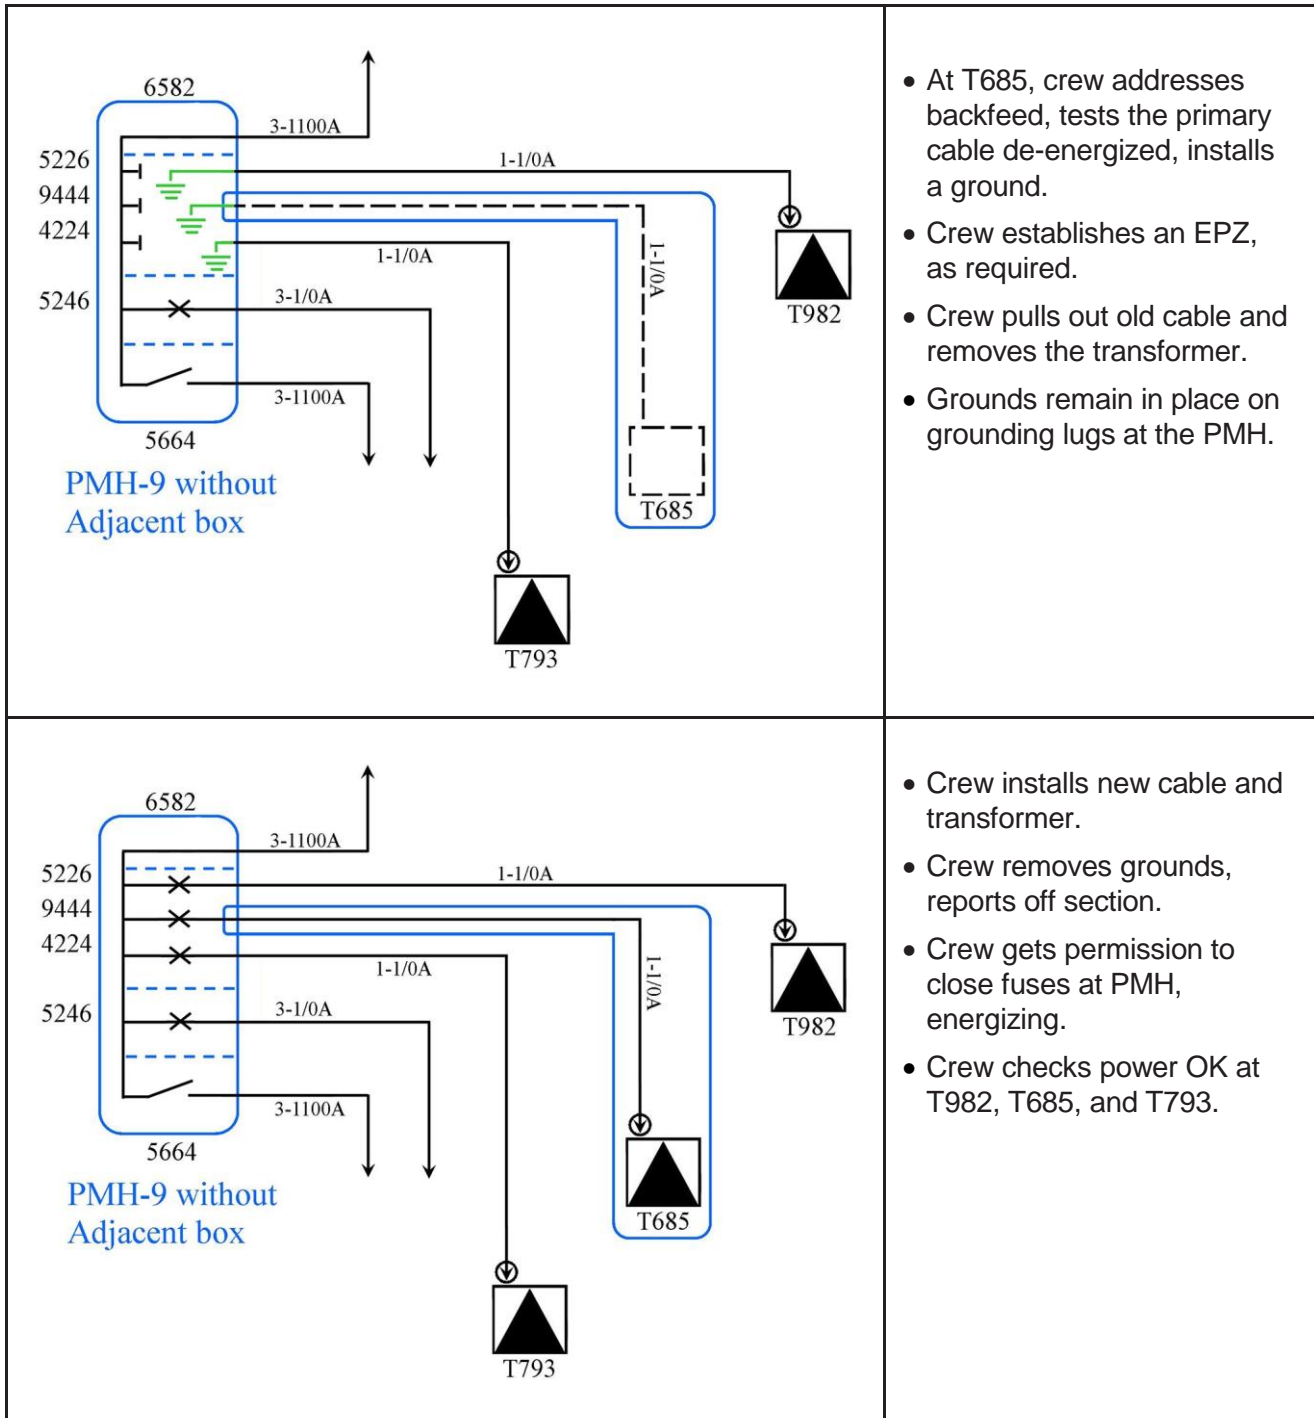 6582
3-1100A
5226
1-1/0A
9444
4224
1-1/0A
1-1/0A
5246
3-1/0A
T982
3-1100A
5664
T685
PMH-9 without
Adjacent box
T793
• At T685, crew addresses
backfeed, tests the primary
cable de-energized, installs
a ground.
• Crew establishes an EPZ,
as required.
• Crew pulls out old cable and
removes the transformer.
• Grounds remain in place on
grounding lugs at the PMH.
6582
3-1100A
5226
1-1/0A
9444
4224
1-1/0A
1-1/0A
5246
3-1/0A
T982
3-1100A
5664
T685
PMH-9 without
Adjacent box
T793
• Crew installs new cable and
transformer.
• Crew removes grounds,
reports off section.
• Crew gets permission to
close fuses at PMH,
energizing.
• Crew checks power OK at
T982, T685, and T793.